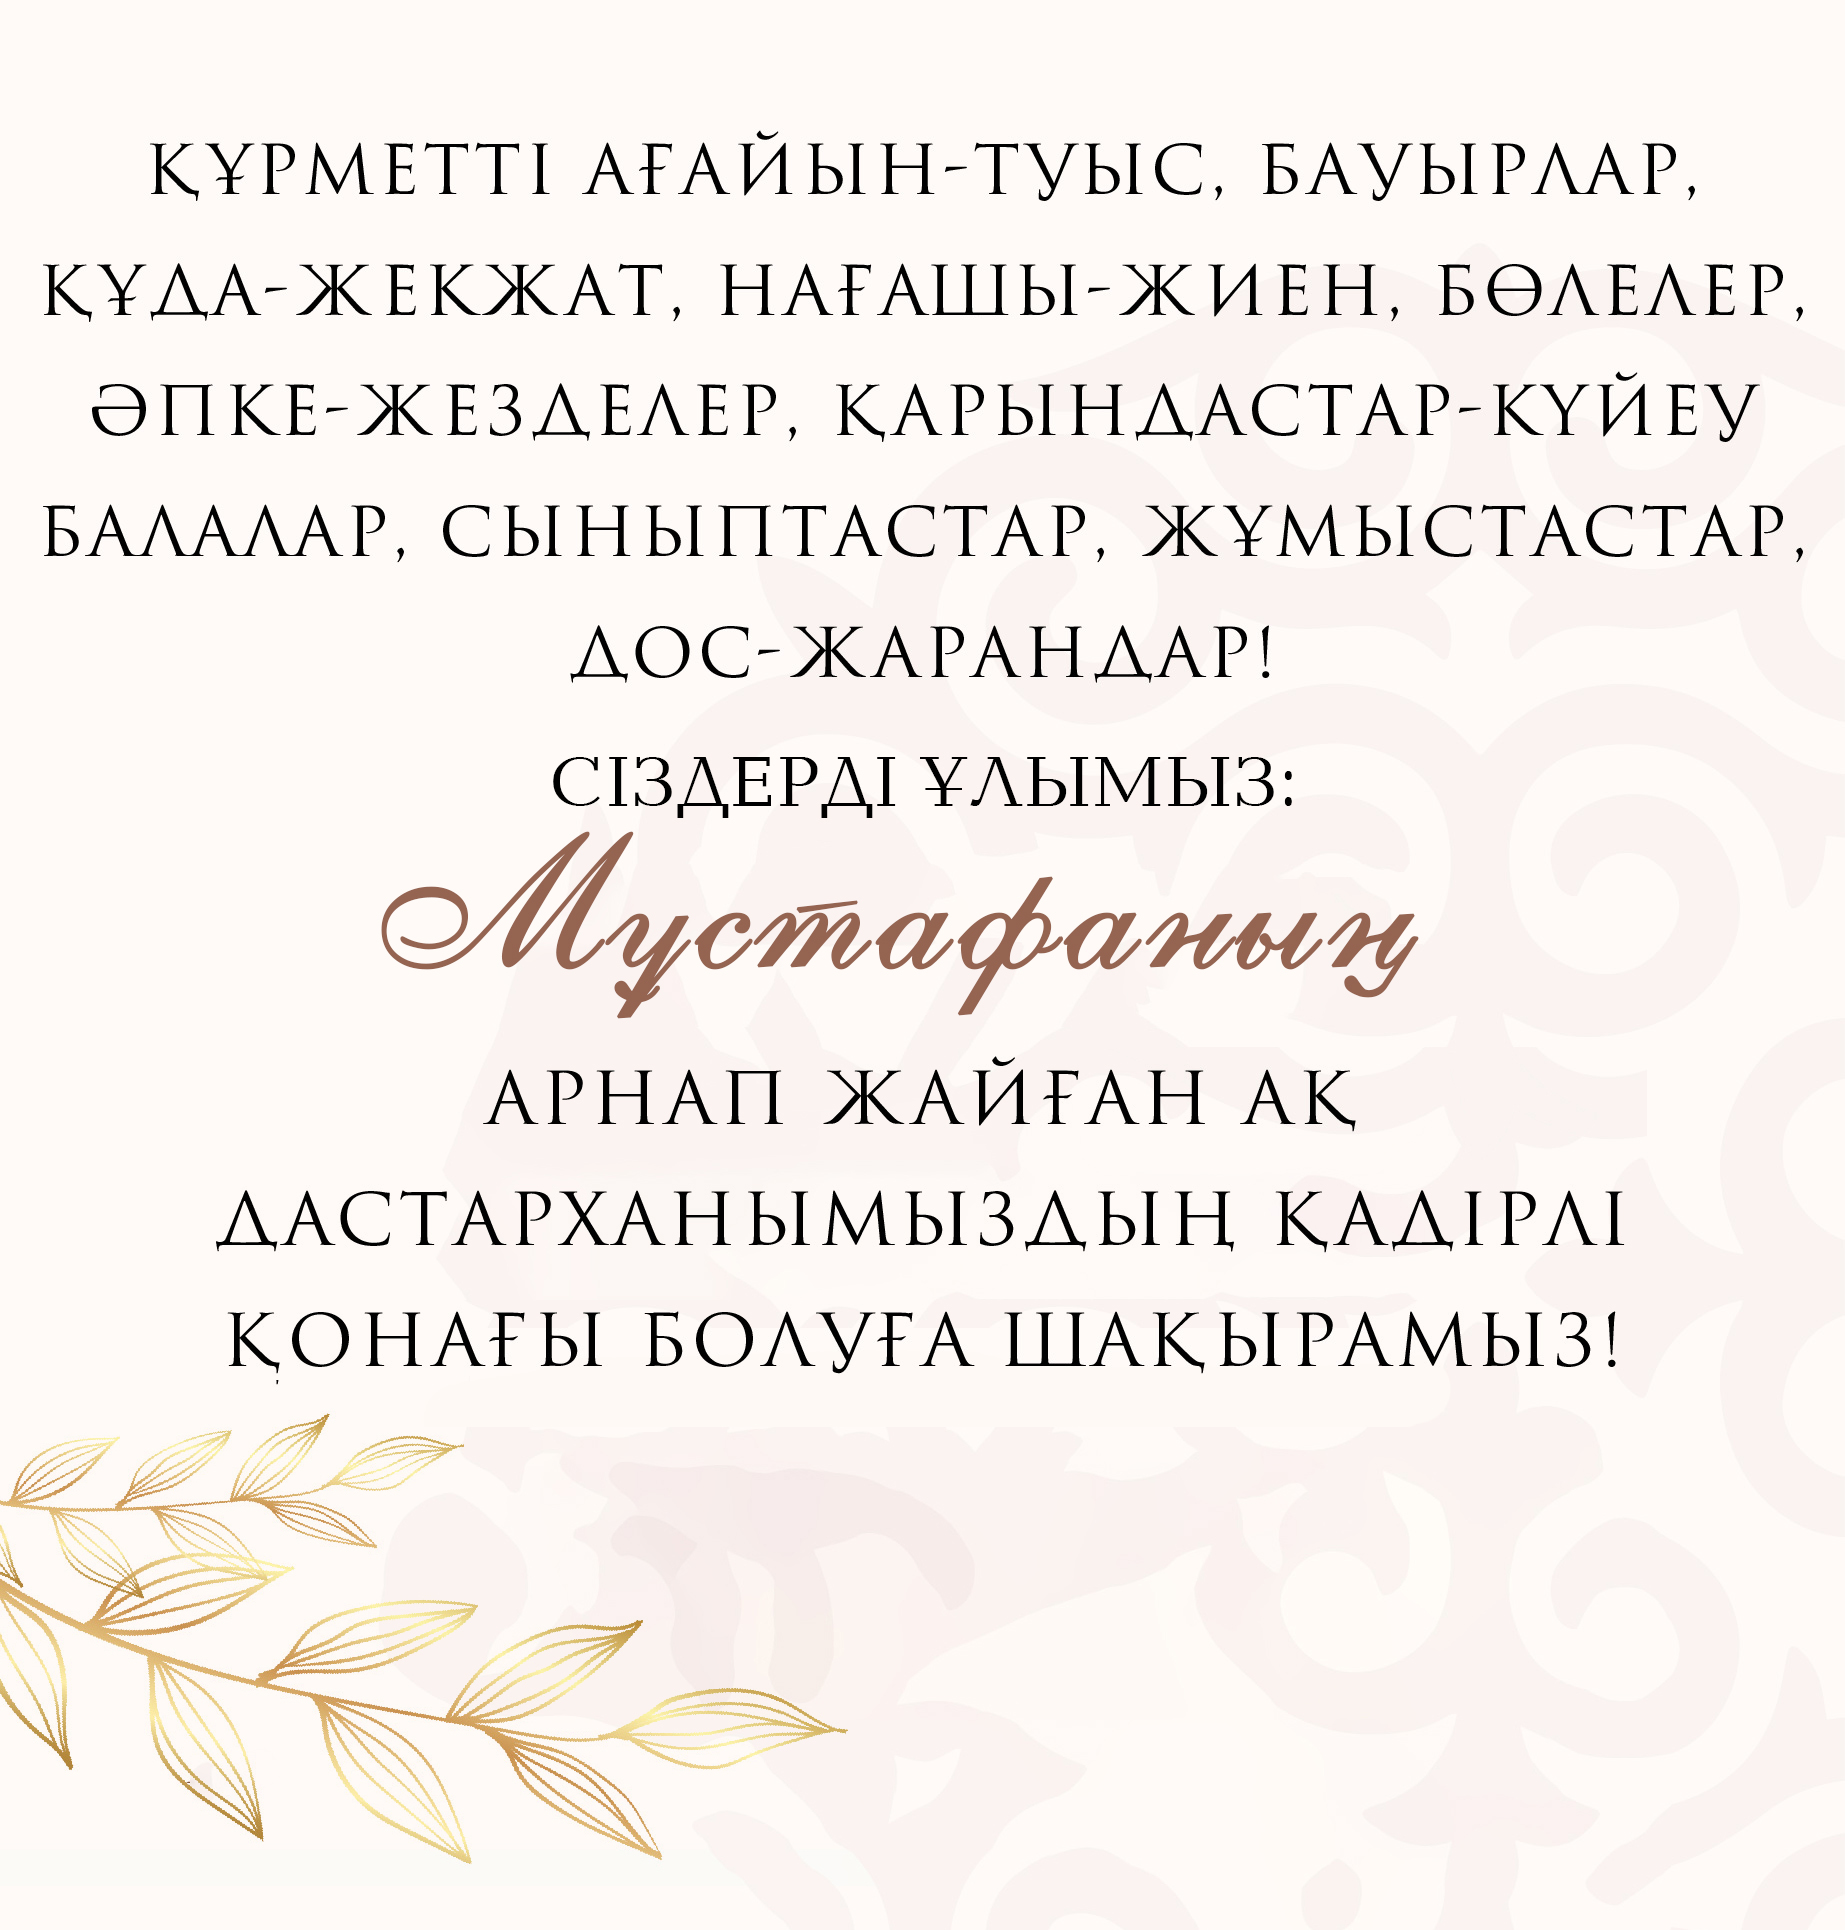 ҚҰРМЕТТІ АҒАЙЫН-ТУЫС, БАУЫРЛАР,
ҚҰДА-ЖЕКЖАТ, НАҒАШЫ-ЖИЕН, БӨЛЕЛЕР,
ӘПКЕ-ЖЕЗДЕЛЕР, ҚАРЫНДАСТАР-КҮЙЕУ
БАЛАЛАР, СЫНЫПТАСТАР, ЖҰМЫСТАСТАР,
ДОС-ЖАРАНДАР!
СІЗДЕРДІ ҰЛЫМЫЗ:
Мұстафаның
АРНАП ЖАЙҒАН АҚ
ДАСТАРХАНЫМЫЗДЫҢ ҚАДІРЛІ
ҚОНАҒЫ БОЛУҒА ШАҚЫРАМЫЗ!